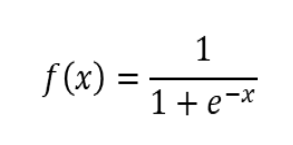 f(x) = 1 / (1 + e^{-x})